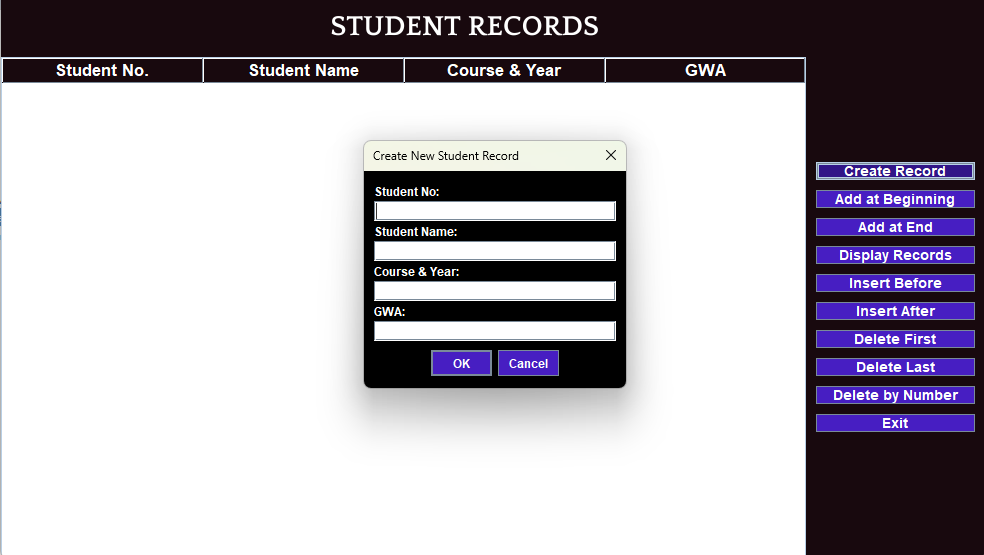 STUDENT RECORDS
Student No. Student Name Course & Year GWA
Create New Student Record
Student No:
Student Name:
Course & Year:
GWA:
OK Cancel
Create Record
Add at Beginning
Add at End
Display Records
Insert Before
Insert After
Delete First
Delete Last
Delete by Number
Exit